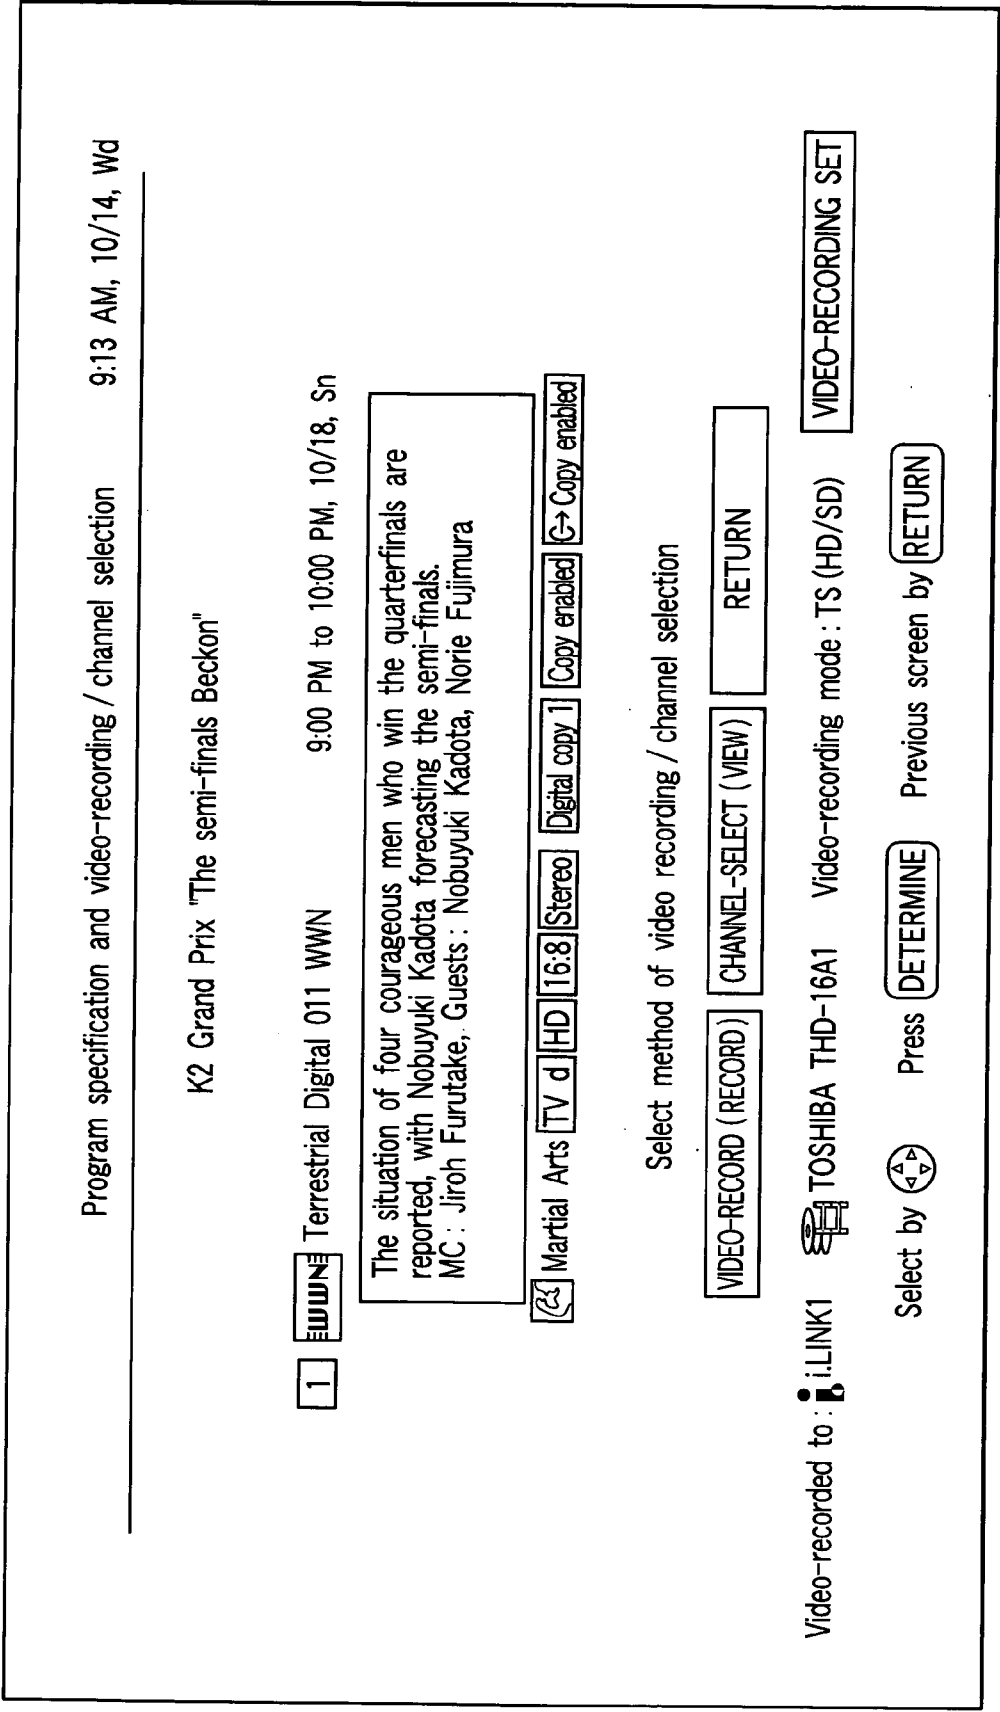 Program specification and video-recording / channel selection 9:13 AM, 10/14, Wd
K2 Grand Prix "The semi-finals Beckon"
1 WWN Terrestrial Digital 011 WWN 9:00 PM to 10:00 PM, 10/18, Sn
The situation of four courageous men who win the quarterfinals are
reported, with Nobuyuki Kadota forecasting the semi-finals.
MC : Jiroh Furutake, Guests : Nobuyuki Kadota, Norie Fujimura
Martial Arts TV d HD 16:8 Stereo Digital copy 1 Copy enabled G→ Copy enabled
Select method of video recording / channel selection
VIDEO-RECORD (RECORD) CHANNEL-SELECT (VIEW) RETURN
Video-recorded to : i.LINK1 TOSHIBA THD-16A1 Video-recording mode : TS (HD/SD) VIDEO-RECORDING SET
Select by Press DETERMINE Previous screen by RETURN